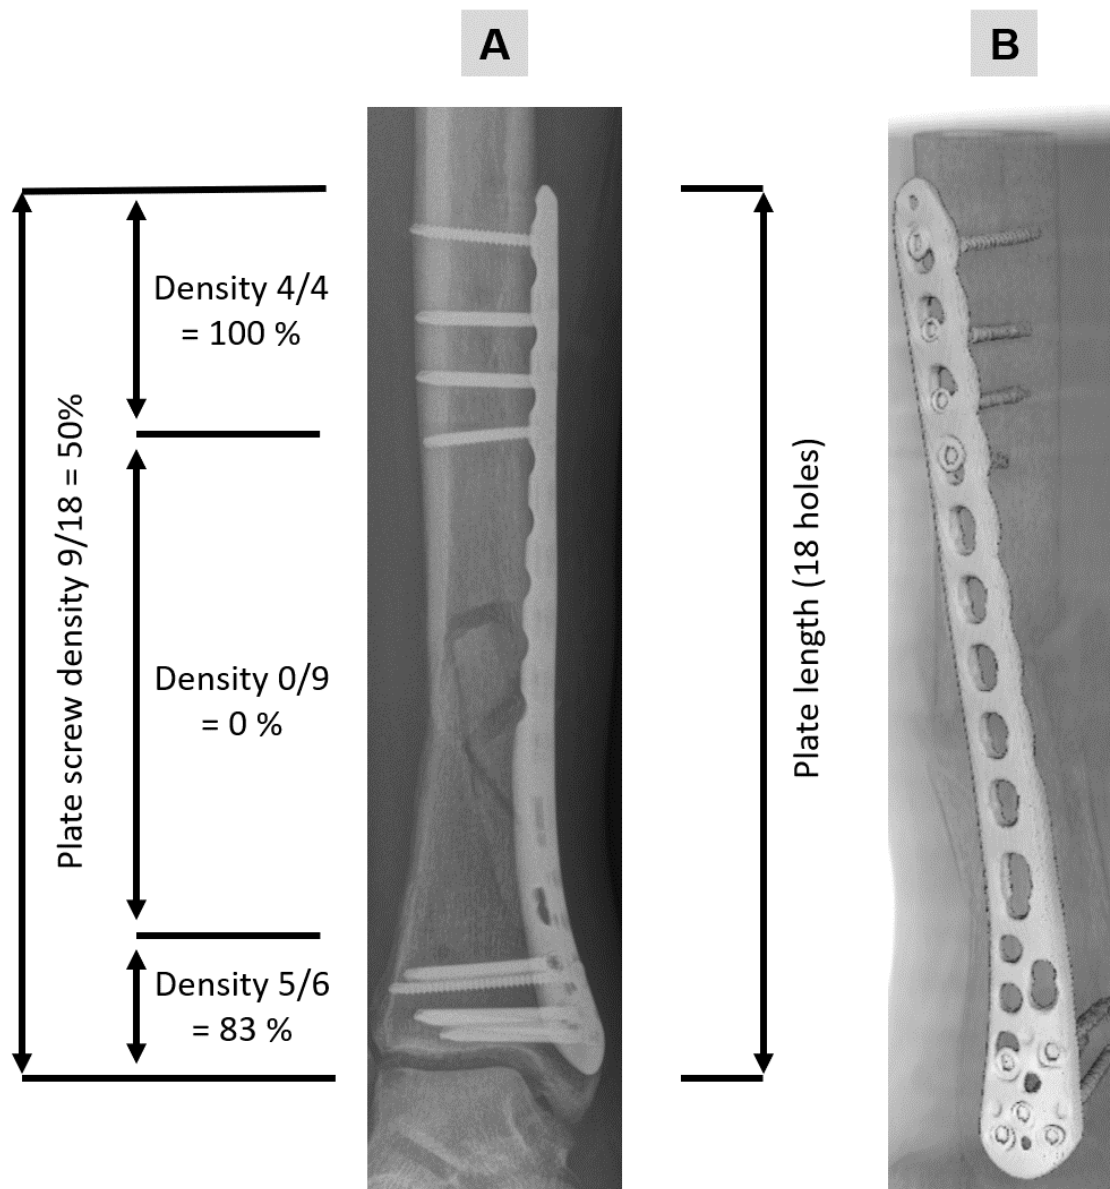 A
B
Plate screw density 9/18 = 50%
Density 4/4
= 100 %
Density 0/9
= 0 %
Density 5/6
= 83 %
Plate length (18 holes)